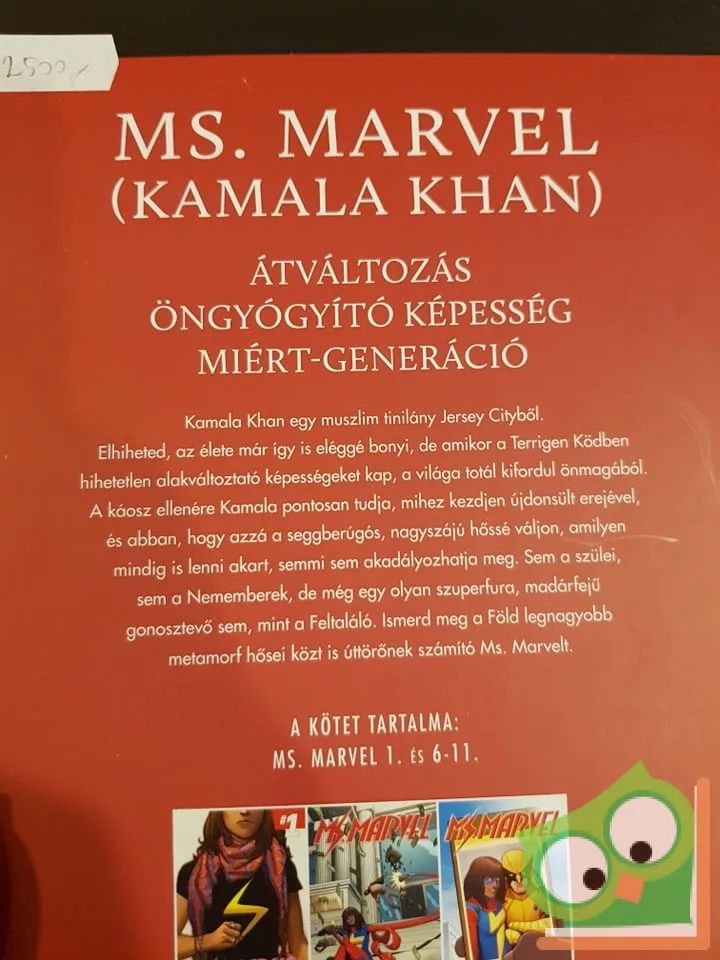 2500,-
MS. MARVEL
(KAMALA KHAN)
ÁTVÁLTOZÁS
ÖNGYÓGYÍTÓ KÉPESSÉG
MIÉRT-GENERÁCIÓ
Kamala Khan egy muszlim tinilány Jersey Cityből.
Elhiheted, az élete már így is eléggé bonyi, de amikor a Terrigen Ködben
hihetetlen alakváltoztató képességeket kap, a világa totál kifordul önmagából.
A káosz ellenére Kamala pontosan tudja, mihez kezdjen újdonsült erejével,
és abban, hogy azzá a seggberúgós, nagyszájú hőssé váljon, amilyen
mindig is lenni akart, semmi sem akadályozhatja meg. Sem a szülei,
sem a Nememberek, de még egy olyan szuperfura, madárfejű
gonosztevő sem, mint a Feltaláló. Ismerd meg a Föld legnagyobb
metamorf hősei közt is úttörőnek számító Ms. Marvelt.
A KÖTET TARTALMA:
MS. MARVEL 1. ÉS 6-11.
#1
MS. MARVEL
MS. MARVEL